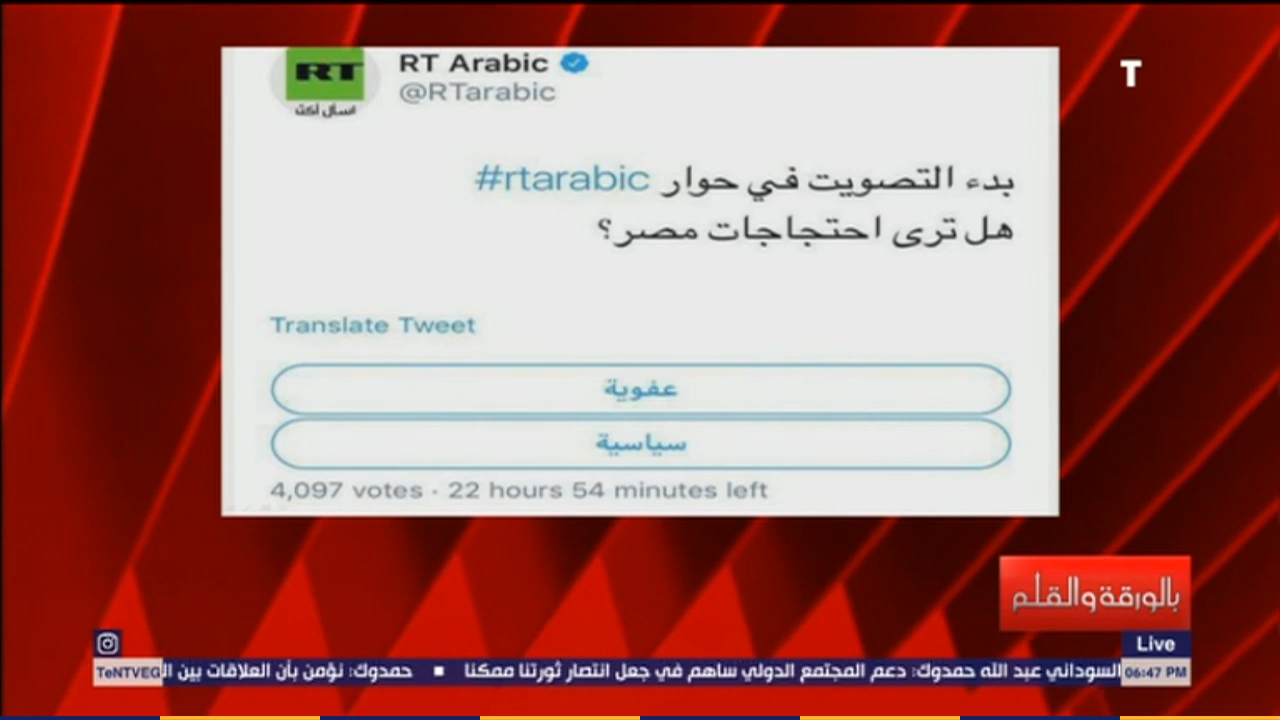 RT
اسأل أكثر
RT Arabic
@RTarabic
T
بدء التصويت في حوار #rtarabic
هل ترى احتجاجات مصر؟
Translate Tweet
عفوية
سياسية
4,097 votes · 22 hours 54 minutes left
بالورقة والقلم
Live
06:47 PM
السوداني عبد الله حمدوك: دعم المجتمع الدولي ساهم في جعل انتصار ثورتنا ممكنا ▪ حمدوك: نؤمن بأن العلاقات بين
TeNTVEG